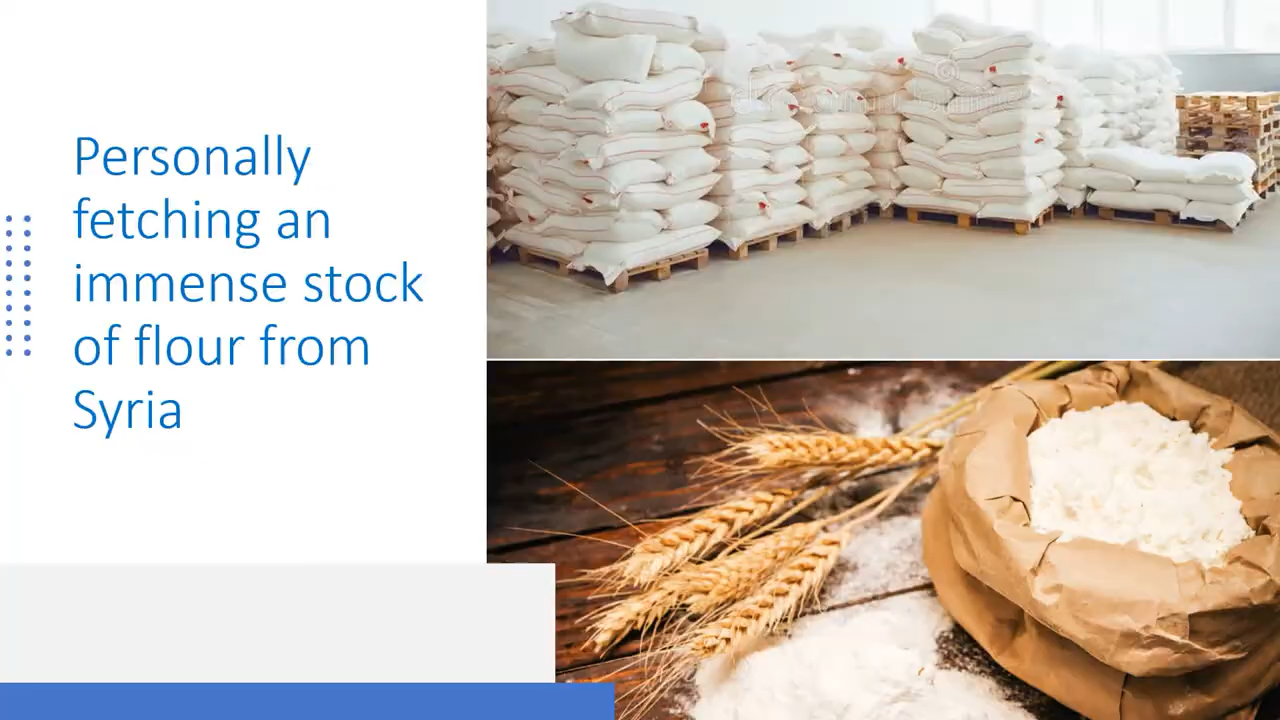 Personally
fetching an
immense stock
of flour from
Syria